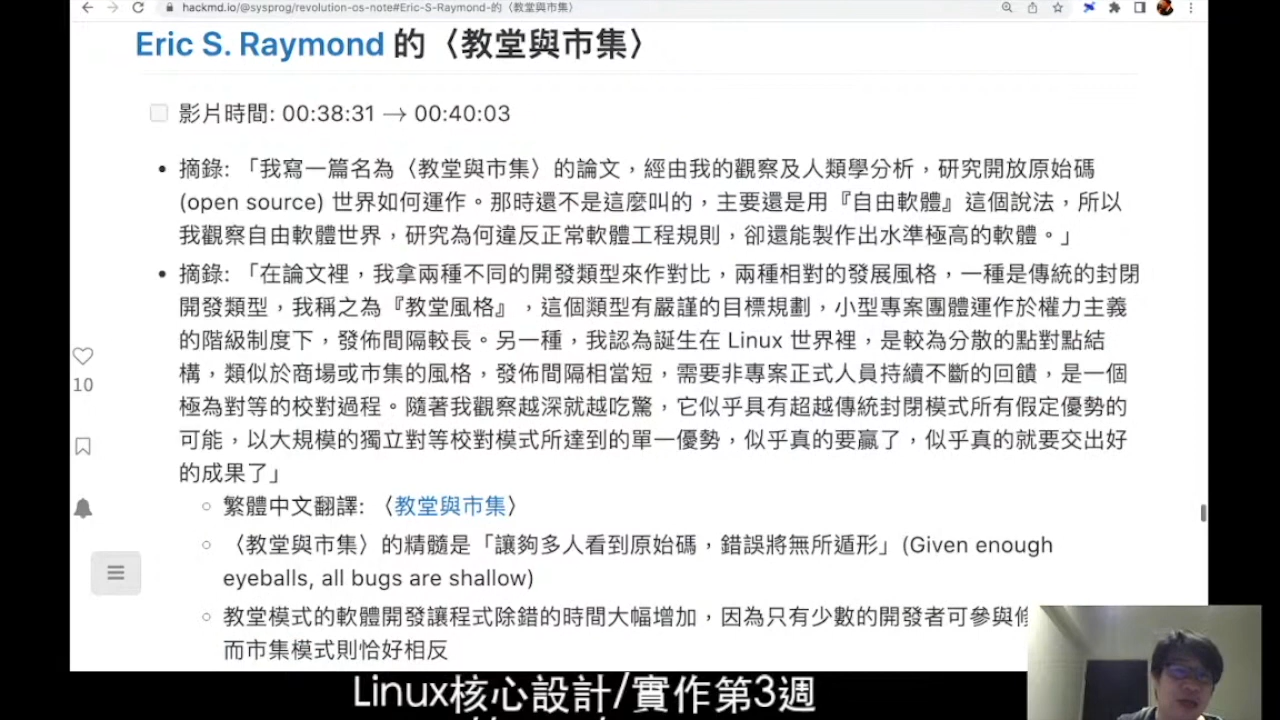 hackmd.io/@sysprog/revolution-os-note#Eric-S-Raymond-的〈教堂與市集〉
Eric S. Raymond 的〈教堂與市集〉
影片時間: 00:38:31 → 00:40:03
• 摘錄: 「我寫一篇名為〈教堂與市集〉的論文，經由我的觀察及人類學分析，研究開放原始碼
(open source) 世界如何運作。那時還不是這麼叫的，主要還是用『自由軟體』這個說法，所以
我觀察自由軟體世界，研究為何違反正常軟體工程規則，卻還能製作出水準極高的軟體。」
• 摘錄: 「在論文裡，我拿兩種不同的開發類型來作對比，兩種相對的發展風格，一種是傳統的封閉
開發類型，我稱之為『教堂風格』，這個類型有嚴謹的目標規劃，小型專案團體運作於權力主義
的階級制度下，發佈間隔較長。另一種，我認為誕生在 Linux 世界裡，是較為分散的點對點結
構，類似於商場或市集的風格，發佈間隔相當短，需要非專案正式人員持續不斷的回饋，是一個
極為對等的校對過程。隨著我觀察越深就越吃驚，它似乎具有超越傳統封閉模式所有假定優勢的
可能，以大規模的獨立對等校對模式所達到的單一優勢，似乎真的要贏了，似乎真的就要交出好
的成果了」
10
◦ 繁體中文翻譯: 〈教堂與市集〉
◦ 〈教堂與市集〉的精髓是「讓夠多人看到原始碼，錯誤將無所遁形」(Given enough
eyeballs, all bugs are shallow)
◦ 教堂模式的軟體開發讓程式除錯的時間大幅增加，因為只有少數的開發者可參與
而市集模式則恰好相反
Linux核心設計/實作第3週